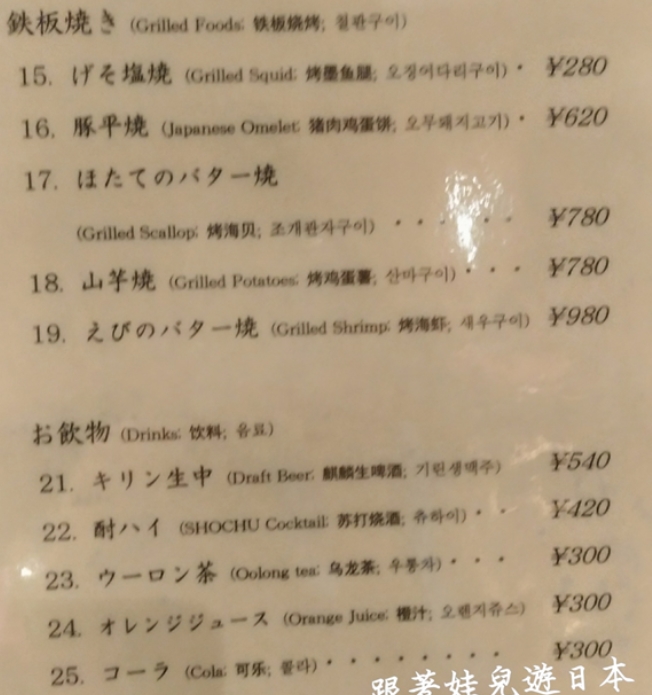 鉄板焼き (Grilled Foods: 铁板烧烤; 철판구이)
15. げそ塩焼 (Grilled Squid: 烤墨鱼腿; 오징어다리구이) · ¥280
16. 豚平焼 (Japanese Omelet: 猪肉鸡蛋饼; 오무돼지고기) · ¥620
17. ほたてのバター焼
(Grilled Scallop: 烤海贝; 조개관자구이) · · · · · ¥780
18. 山芋焼 (Grilled Potatoes: 烤鸡蛋薯; 산마구이) · · · ¥780
19. えびのバター焼 (Grilled Shrimp: 烤海虾; 새우구이) ¥980
お飲物 (Drinks: 饮料; 음료)
21. キリン生中 (Draft Beer: 麒麟生啤酒; 기린생맥주) ¥540
22. 酎ハイ (SHOCHU Cocktail: 苏打烧酒; 츄하이) · · ¥420
23. ウーロン茶 (Oolong tea: 乌龙茶; 우롱차) · · · ¥300
24. オレンジジュース (Orange Juice: 橙汁; 오렌지쥬스) ¥300
25. コーラ (Cola: 可乐; 콜라) · · · · · · · · ¥300
跟著娃兒遊日本